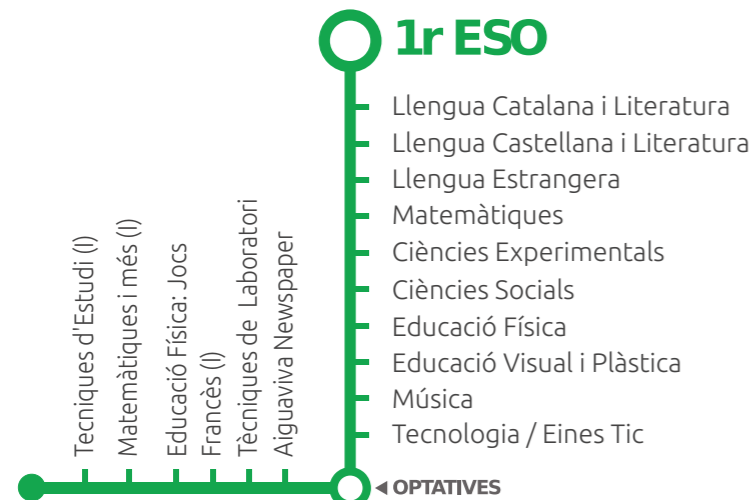 1r ESO
Llengua Catalana i Literatura
Llengua Castellana i Literatura
Llengua Estrangera
Matemàtiques
Ciències Experimentals
Ciències Socials
Educació Física
Educació Visual i Plàstica
Música
Tecnologia / Eines Tic
Tecniques d'Estudi (I)
Matemàtiques i més (I)
Educació Física: Jocs
Francès (I)
Tècniques de Laboratori
Aiguaviva Newspaper
OPTATIVES